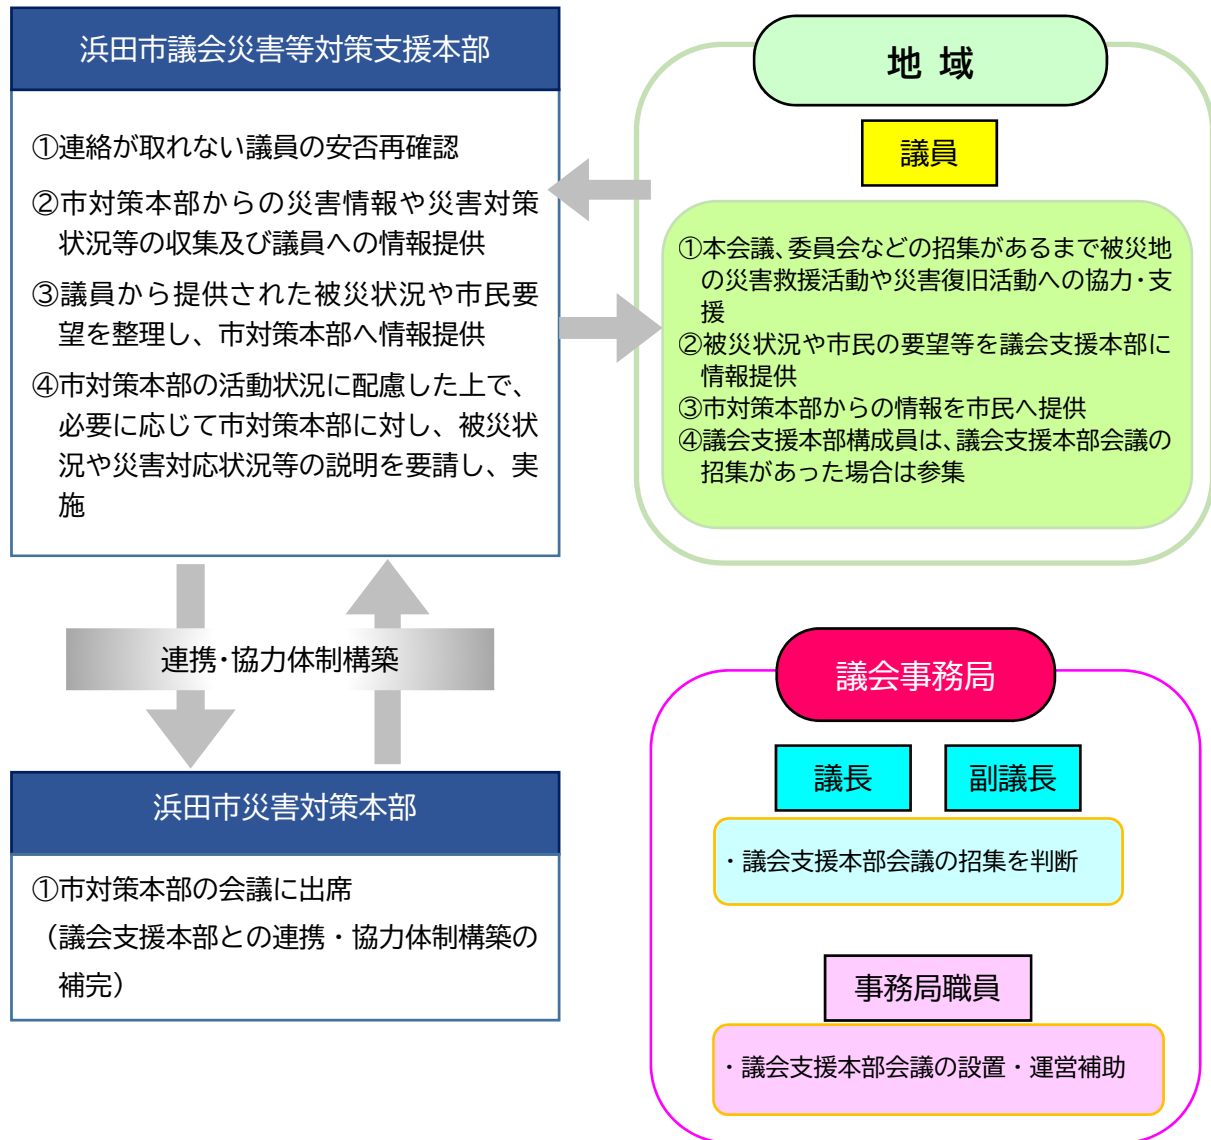 浜田市議会災害等対策支援本部
①連絡が取れない議員の安否再確認
②市対策本部からの災害情報や災害対策
状況等の収集及び議員への情報提供
③議員から提供された被災状況や市民要
望を整理し、市対策本部へ情報提供
④市対策本部の活動状況に配慮した上で、
必要に応じて市対策本部に対し、被災状
況や災害対応状況等の説明を要請し、実
施
地 域
議員
①本会議、委員会などの招集があるまで被災地
の災害救援活動や災害復旧活動への協力・支
援
②被災状況や市民の要望等を議会支援本部に
情報提供
③市対策本部からの情報を市民へ提供
④議会支援本部構成員は、議会支援本部会議の
招集があった場合は参集
連携・協力体制構築
浜田市災害対策本部
①市対策本部の会議に出席
（議会支援本部との連携・協力体制構築の
補完）
議会事務局
議長
副議長
・議会支援本部会議の招集を判断
事務局職員
・議会支援本部会議の設置・運営補助